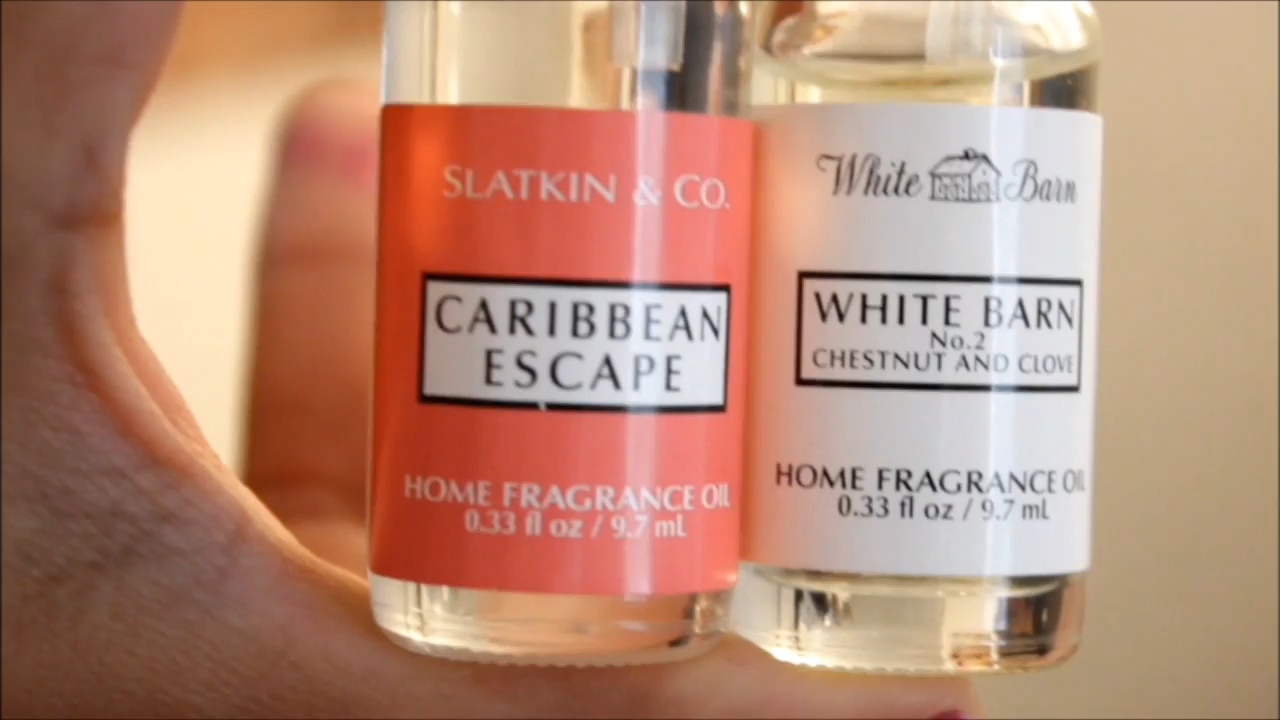 SLATKIN & CO.
CARIBBEAN
ESCAPE
HOME FRAGRANCE OIL
0.33 fl oz / 9.7 mL
White Barn
WHITE BARN
No.2
CHESTNUT AND CLOVE
HOME FRAGRANCE OIL
0.33 fl oz / 9.7 mL